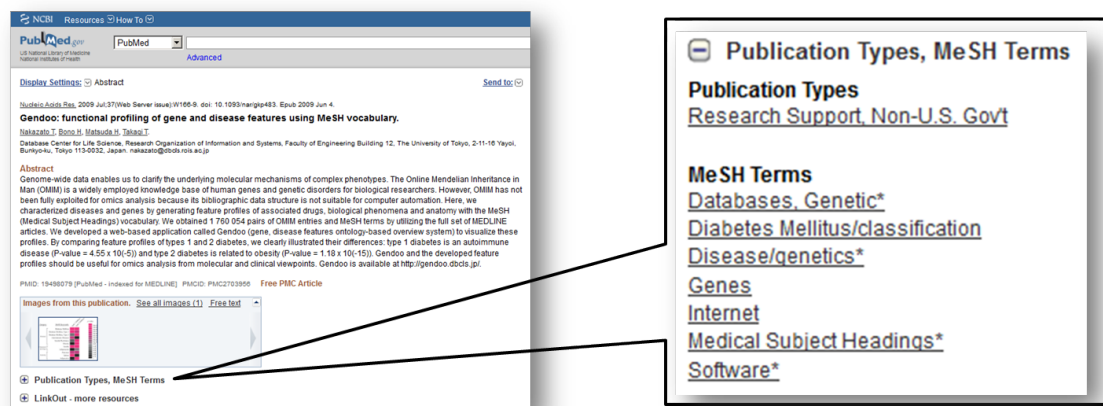 NCBI Resources How To
PubMed.gov
US National Library of Medicine
National Institutes of Health
PubMed
Advanced
Display Settings: Abstract
Send to:
Nucleic Acids Res. 2009 Jul;37(Web Server issue):W166-9. doi: 10.1093/nar/gkp483. Epub 2009 Jun 4.
Gendoo: functional profiling of gene and disease features using MeSH vocabulary.
Nakazato T, Bono H, Matsuda H, Takagi T.
Database Center for Life Science, Research Organization of Information and Systems, Faculty of Engineering Building 12, The University of Tokyo, 2-11-16 Yayoi,
Bunkyo-ku, Tokyo 113-0032, Japan. nakazato@dbcls.rois.ac.jp
Abstract
Genome-wide data enables us to clarify the underlying molecular mechanisms of complex phenotypes. The Online Mendelian Inheritance in
Man (OMIM) is a widely employed knowledge base of human genes and genetic disorders for biological researchers. However, OMIM has not
been fully exploited for omics analysis because its bibliographic data structure is not suitable for computer automation. Here, we
characterized diseases and genes by generating feature profiles of associated drugs, biological phenomena and anatomy with the MeSH
(Medical Subject Headings) vocabulary. We obtained 1 760 054 pairs of OMIM entries and MeSH terms by utilizing the full set of MEDLINE
articles. We developed a web-based application called Gendoo (gene, disease features ontology-based overview system) to visualize these
profiles. By comparing feature profiles of types 1 and 2 diabetes, we clearly illustrated their differences: type 1 diabetes is an autoimmune
disease (P-value = 4.55 x 10(-5)) and type 2 diabetes is related to obesity (P-value = 1.18 x 10(-15)). Gendoo and the developed feature
profiles should be useful for omics analysis from molecular and clinical viewpoints. Gendoo is available at http://gendoo.dbcls.jp/.
PMID: 19498079 [PubMed - indexed for MEDLINE] PMCID: PMC2703956 Free PMC Article
Images from this publication. See all images (1) Free text
Publication Types, MeSH Terms
LinkOut - more resources
Publication Types, MeSH Terms
Publication Types
Research Support, Non-U.S. Gov't
MeSH Terms
Databases, Genetic*
Diabetes Mellitus/classification
Disease/genetics*
Genes
Internet
Medical Subject Headings*
Software*